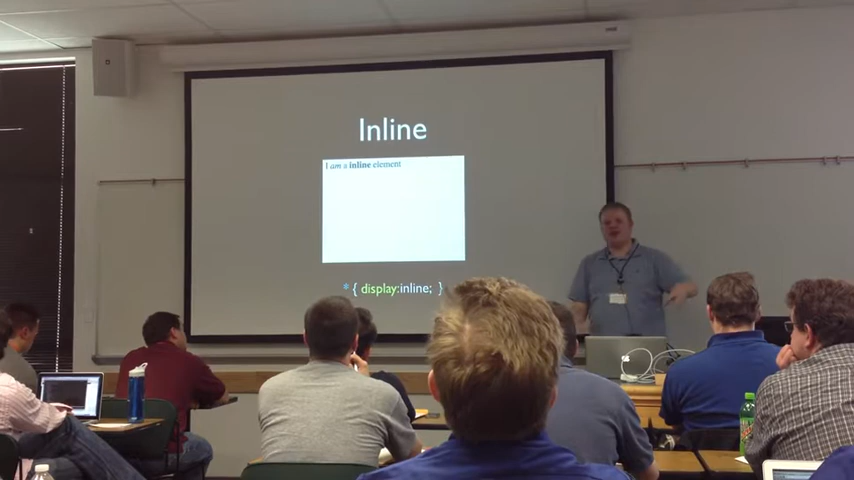 Inline
I am a inline element
* { display:inline; }